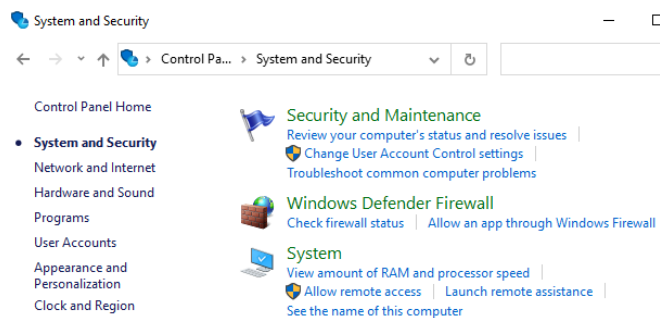 System and Security
Control Pa... › System and Security
Control Panel Home
System and Security
Network and Internet
Hardware and Sound
Programs
User Accounts
Appearance and
Personalization
Clock and Region
Security and Maintenance
Review your computer's status and resolve issues
Change User Account Control settings
Troubleshoot common computer problems
Windows Defender Firewall
Check firewall status
Allow an app through Windows Firewall
System
View amount of RAM and processor speed
Allow remote access
Launch remote assistance
See the name of this computer